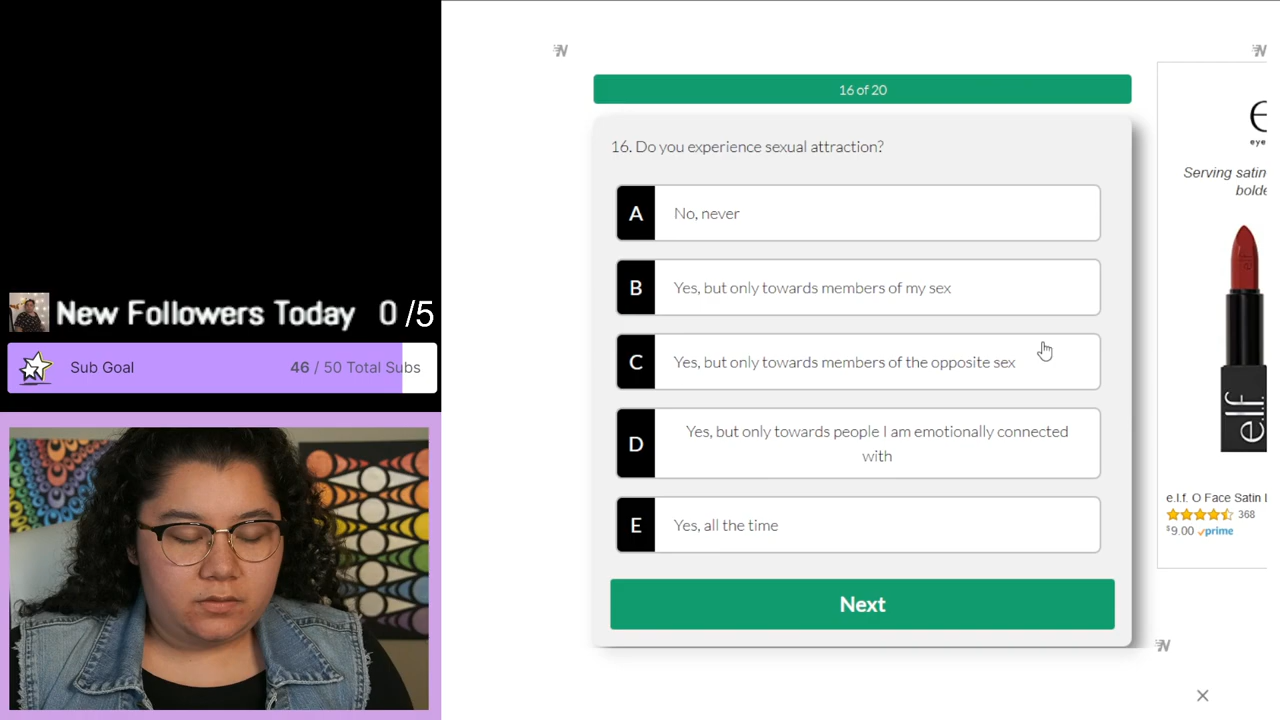 New Followers Today 0 /5
Sub Goal 46 / 50 Total Subs
16 of 20
16. Do you experience sexual attraction?
A No, never
B Yes, but only towards members of my sex
C Yes, but only towards members of the opposite sex
D Yes, but only towards people I am emotionally connected
with
E Yes, all the time
Next
N
N
N
e
eye
Serving satin
bolde
e.l.f.
e.l.f. O Face Satin L
368
$9.00 prime